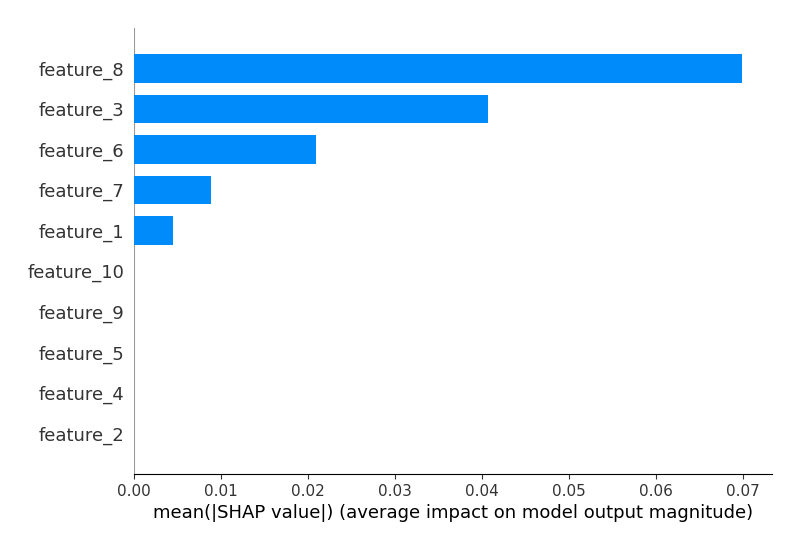 feature_8
feature_3
feature_6
feature_7
feature_1
feature_10
feature_9
feature_5
feature_4
feature_2
0.00 0.01 0.02 0.03 0.04 0.05 0.06 0.07
mean(|SHAP value|) (average impact on model output magnitude)